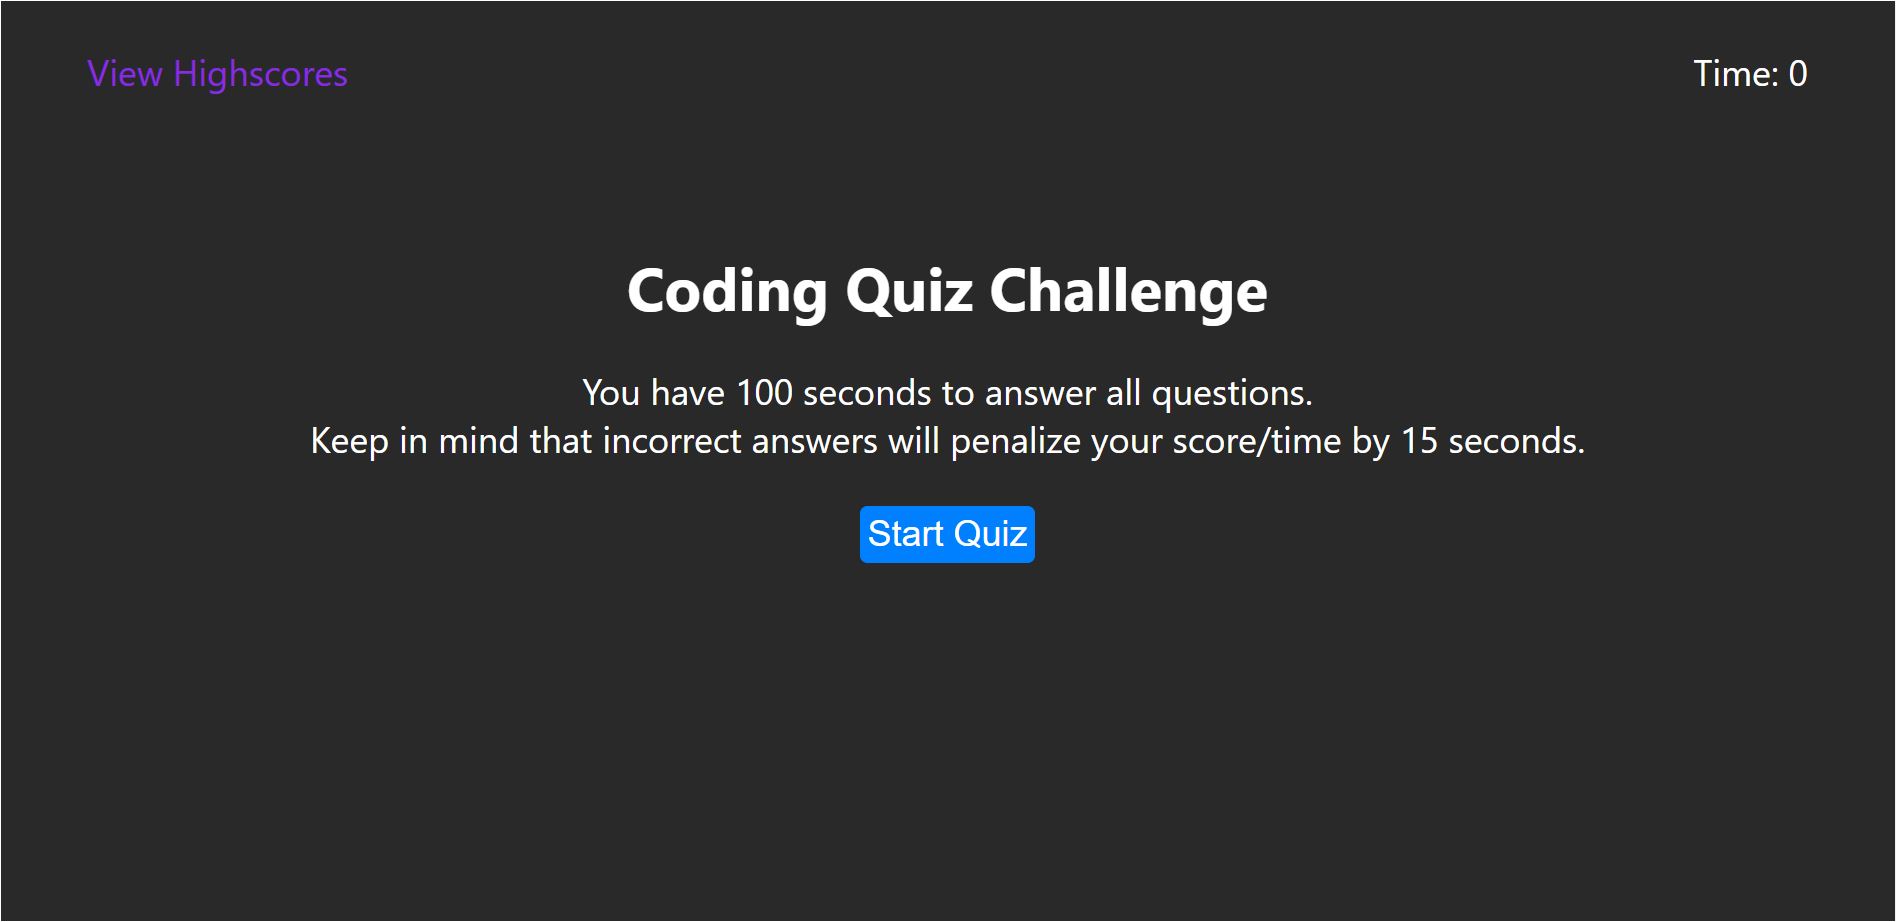 View Highscores
Time: 0
Coding Quiz Challenge
You have 100 seconds to answer all questions.
Keep in mind that incorrect answers will penalize your score/time by 15 seconds.
Start Quiz